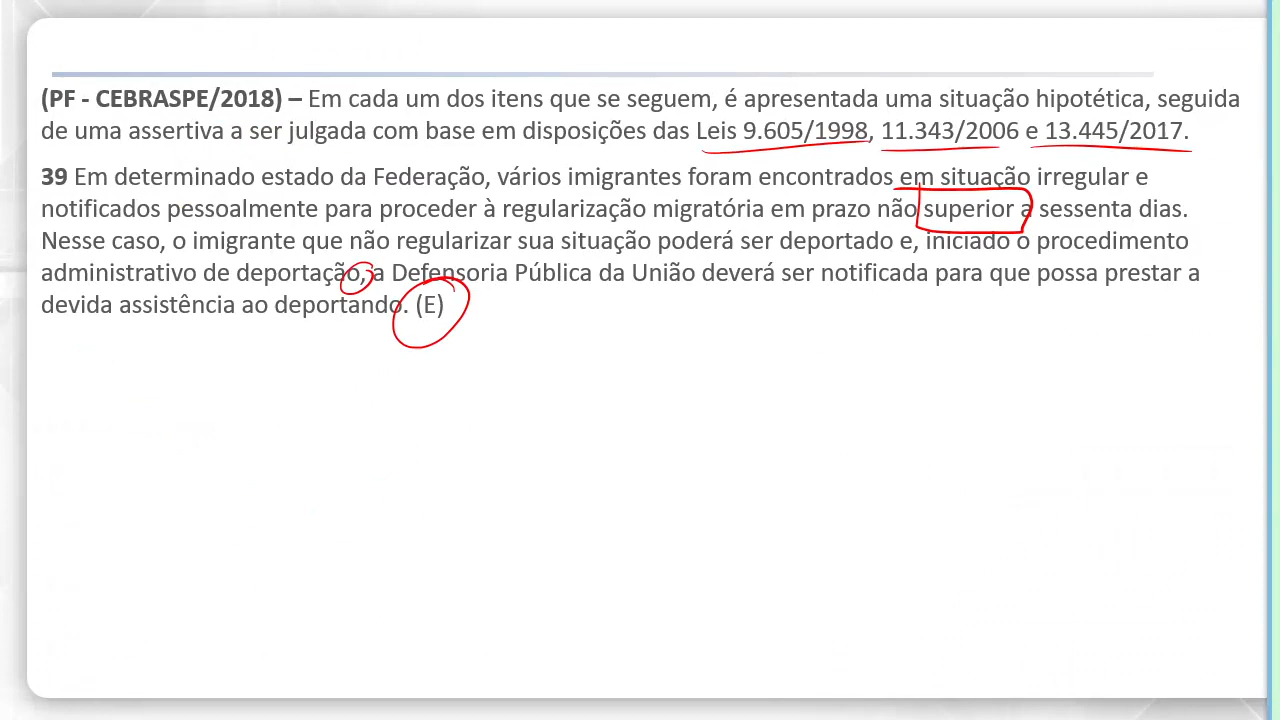 (PF - CEBRASPE/2018) – Em cada um dos itens que se seguem, é apresentada uma situação hipotética, seguida
de uma assertiva a ser julgada com base em disposições das Leis 9.605/1998, 11.343/2006 e 13.445/2017.
39 Em determinado estado da Federação, vários imigrantes foram encontrados em situação irregular e
notificados pessoalmente para proceder à regularização migratória em prazo não superior a sessenta dias.
Nesse caso, o imigrante que não regularizar sua situação poderá ser deportado e, iniciado o procedimento
administrativo de deportação, a Defensoria Pública da União deverá ser notificada para que possa prestar a
devida assistência ao deportando. (E)